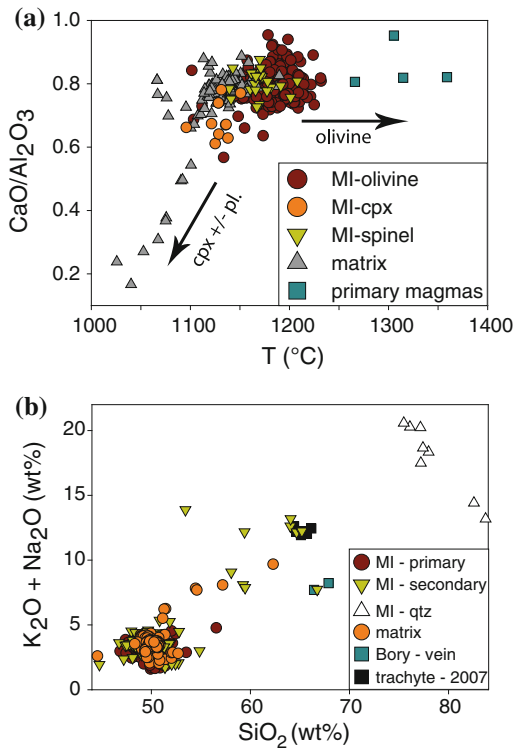 (a)
1.0
0.8
0.6
0.4
0.2
CaO/Al₂O₃
olivine
cpx +/- pl.
MI-olivine
MI-cpx
MI-spinel
matrix
primary magmas
1000 1100 1200 1300 1400
T (°C)
(b)
20
15
10
5
0
K₂O + Na₂O (wt%)
MI - primary
MI - secondary
MI - qtz
matrix
Bory - vein
trachyte - 2007
50 60 70 80
SiO₂ (wt%)